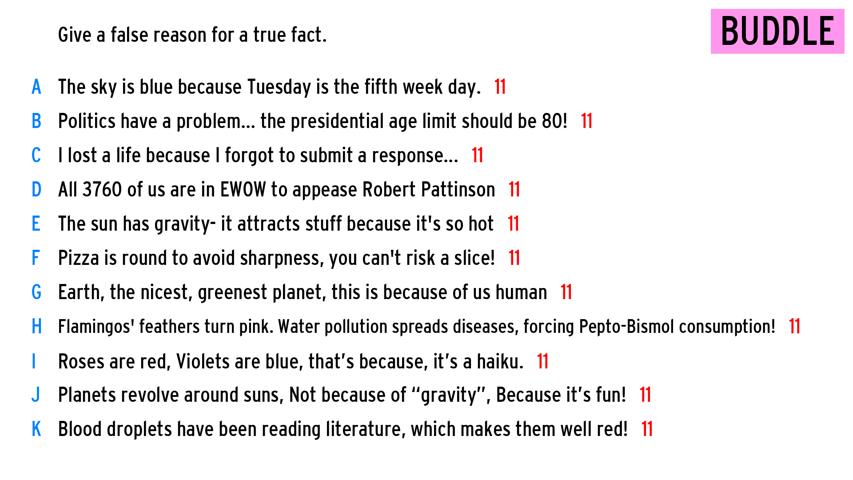 Give a false reason for a true fact.
BUDDLE
A The sky is blue because Tuesday is the fifth week day. 11
B Politics have a problem... the presidential age limit should be 80! 11
C I lost a life because I forgot to submit a response... 11
D All 3760 of us are in EWOW to appease Robert Pattinson 11
E The sun has gravity- it attracts stuff because it's so hot 11
F Pizza is round to avoid sharpness, you can't risk a slice! 11
G Earth, the nicest, greenest planet, this is because of us human 11
H Flamingos' feathers turn pink. Water pollution spreads diseases, forcing Pepto-Bismol consumption! 11
I Roses are red, Violets are blue, that’s because, it’s a haiku. 11
J Planets revolve around suns, Not because of “gravity”, Because it’s fun! 11
K Blood droplets have been reading literature, which makes them well red! 11